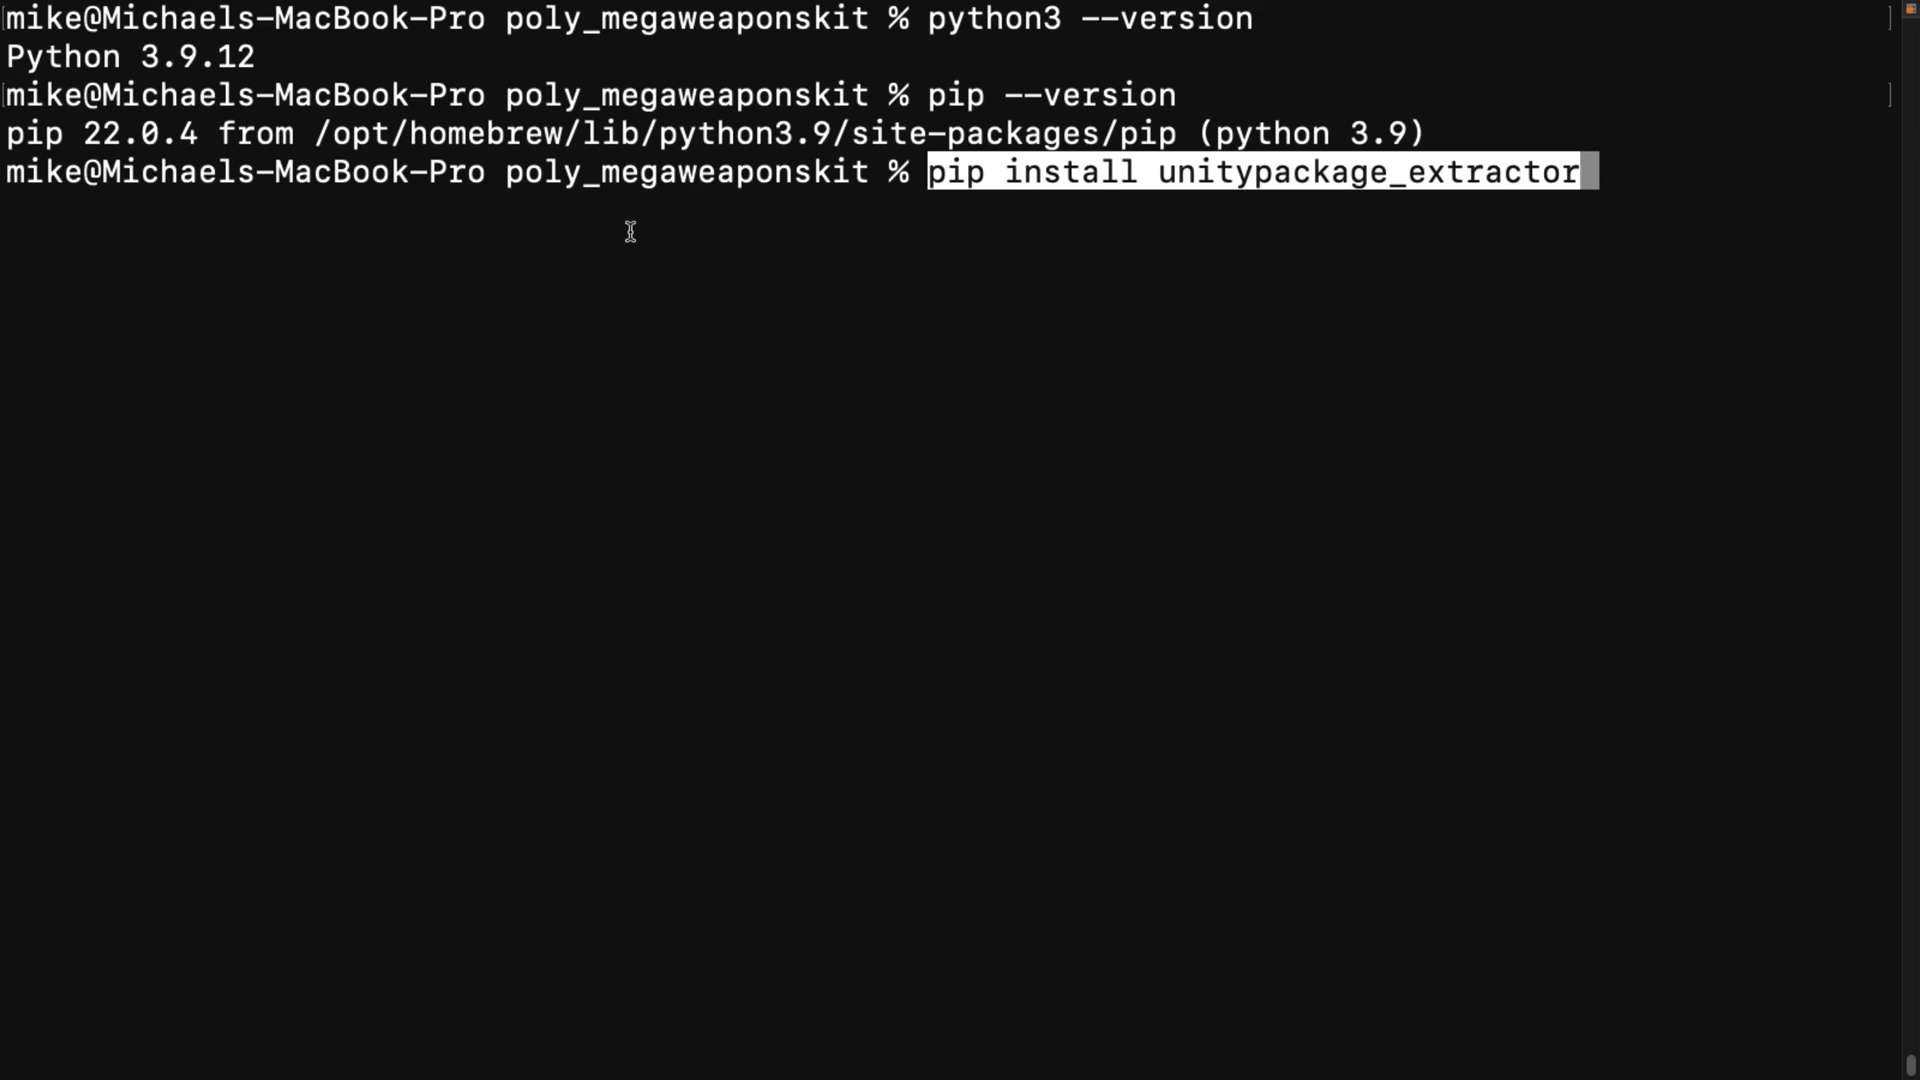 mike@Michaels-MacBook-Pro poly_megaweaponskit % python3 --version
Python 3.9.12
mike@Michaels-MacBook-Pro poly_megaweaponskit % pip --version
pip 22.0.4 from /opt/homebrew/lib/python3.9/site-packages/pip (python 3.9)
mike@Michaels-MacBook-Pro poly_megaweaponskit % pip install unitypackage_extractor